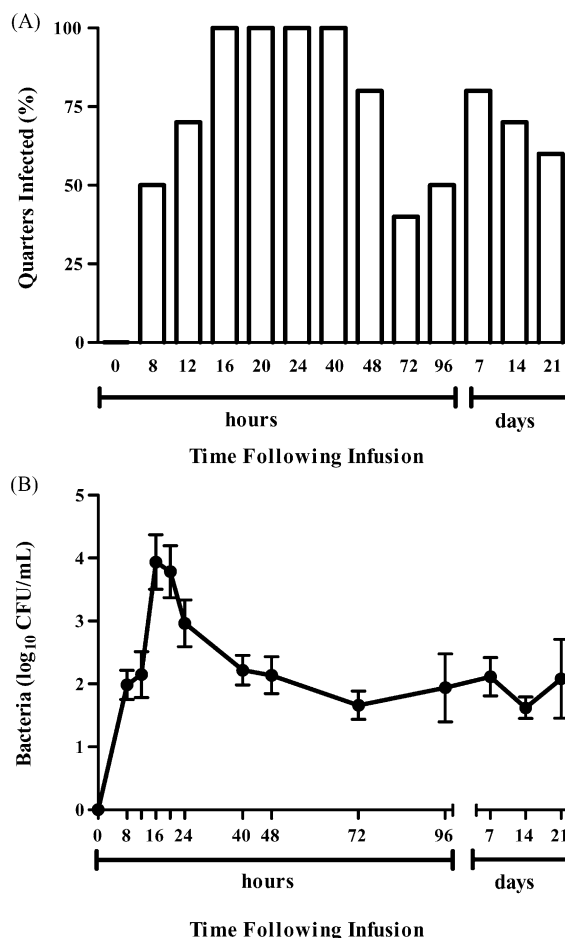 (A)
Quarters Infected (%)
100
75
50
25
0
0 8 12 16 20 24 40 48 72 96 7 14 21
hours days
Time Following Infusion
(B)
Bacteria (log10 CFU/mL)
5
4
3
2
1
0
0 8 16 24 40 48 72 96 7 14 21
hours days
Time Following Infusion